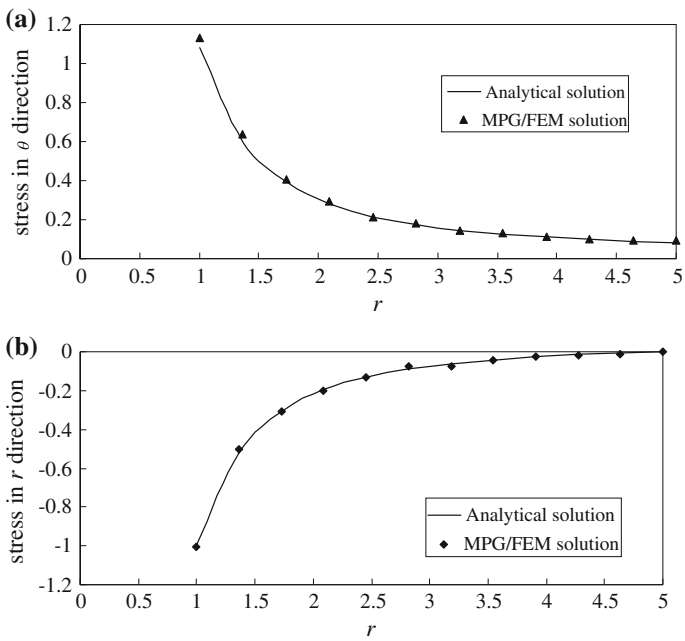 (a)
stress in θ direction
1.2
1
0.8
0.6
0.4
0.2
0
Analytical solution
MPG/FEM solution
0 0.5 1 1.5 2 2.5 3 3.5 4 4.5 5
r
(b)
stress in r direction
0
-0.2
-0.4
-0.6
-0.8
-1
-1.2
Analytical solution
MPG/FEM solution
0 0.5 1 1.5 2 2.5 3 3.5 4 4.5 5
r